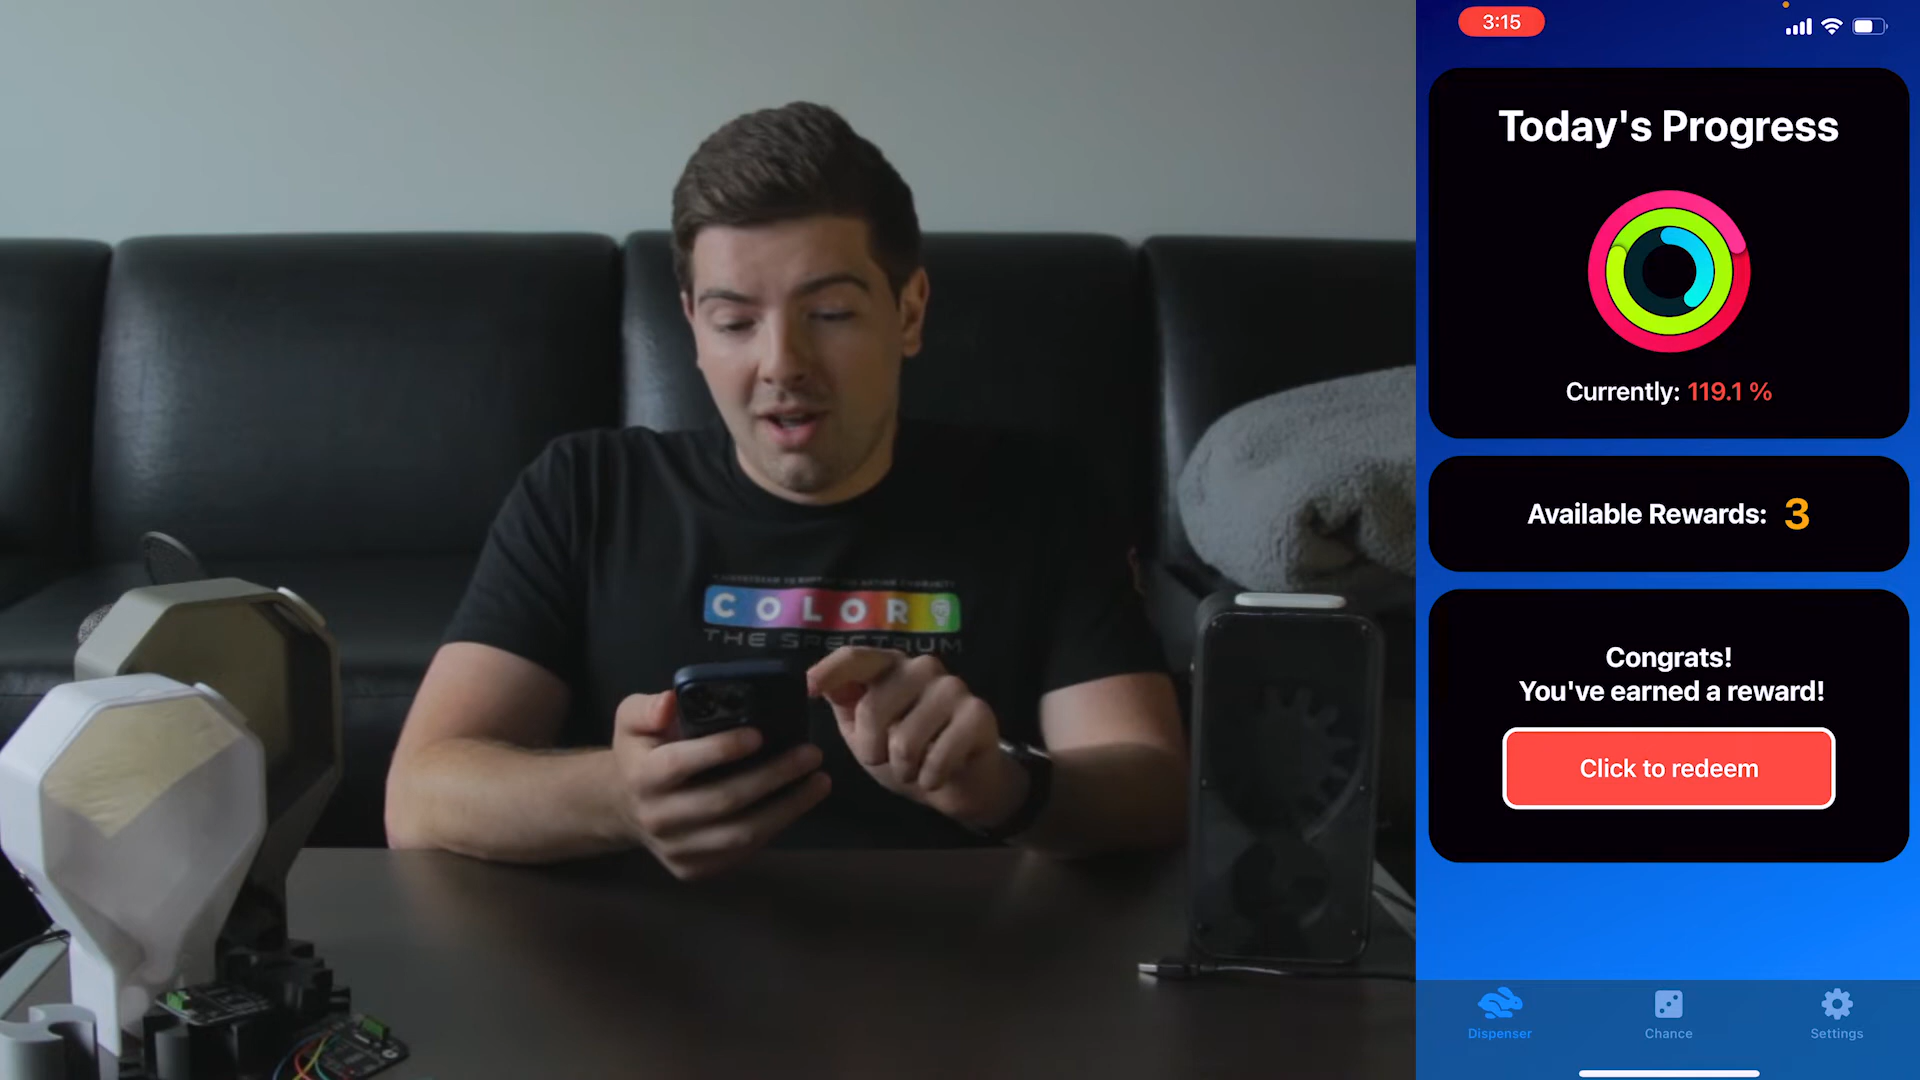 3:15
Today's Progress
Currently: 119.1 %
Available Rewards: 3
Congrats!
You've earned a reward!
Click to redeem
Dispenser
Chance
Settings
COLOR
THE SPECTRUM